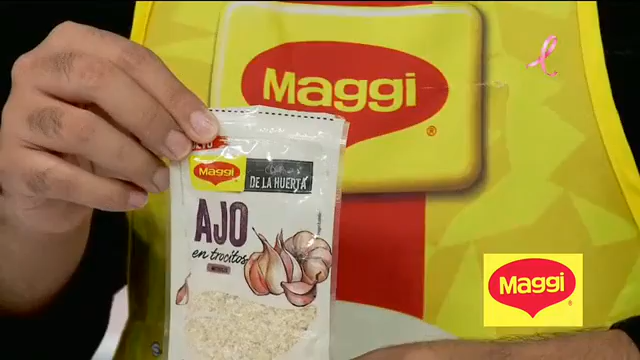 Maggi®
Maggi
DE LA HUERTA
AJO
en trocitos
Maggi®